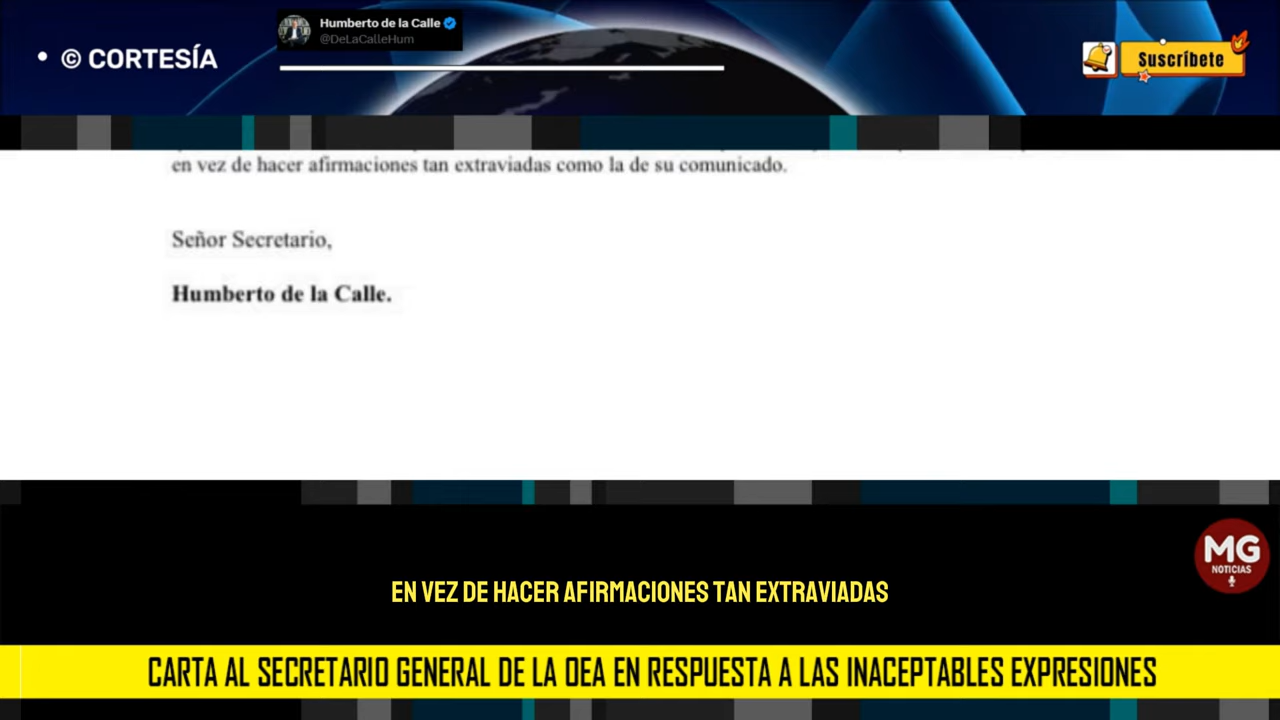 Humberto de la Calle
@DeLaCalleHum
• © CORTESÍA
Suscríbete
en vez de hacer afirmaciones tan extraviadas como la de su comunicado.
Señor Secretario,
Humberto de la Calle.
MG
NOTICIAS
EN VEZ DE HACER AFIRMACIONES TAN EXTRAVIADAS
CARTA AL SECRETARIO GENERAL DE LA OEA EN RESPUESTA A LAS INACEPTABLES EXPRESIONES